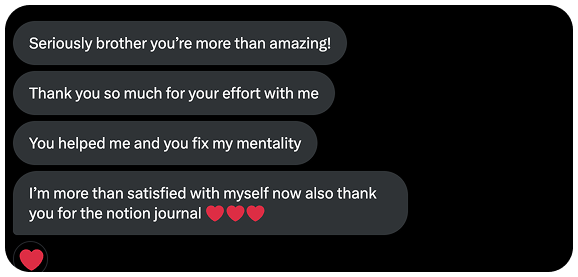 Seriously brother you’re more than amazing!
Thank you so much for your effort with me
You helped me and you fix my mentality
I’m more than satisfied with myself now also thank
you for the notion journal ❤️❤️❤️
❤️